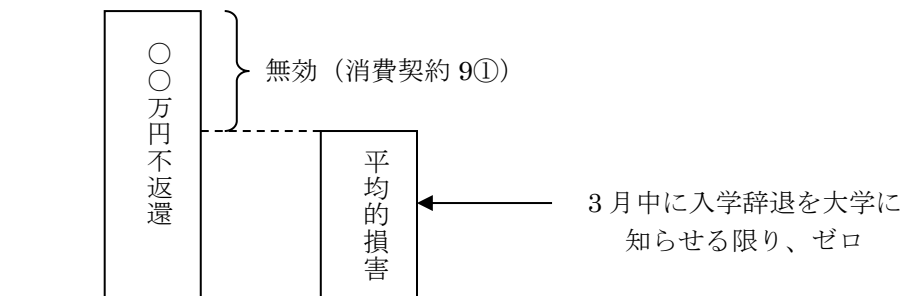 〇〇万円不返還
無効（消費契約 9①）
平均的損害
3 月中に入学辞退を大学に
知らせる限り、ゼロ